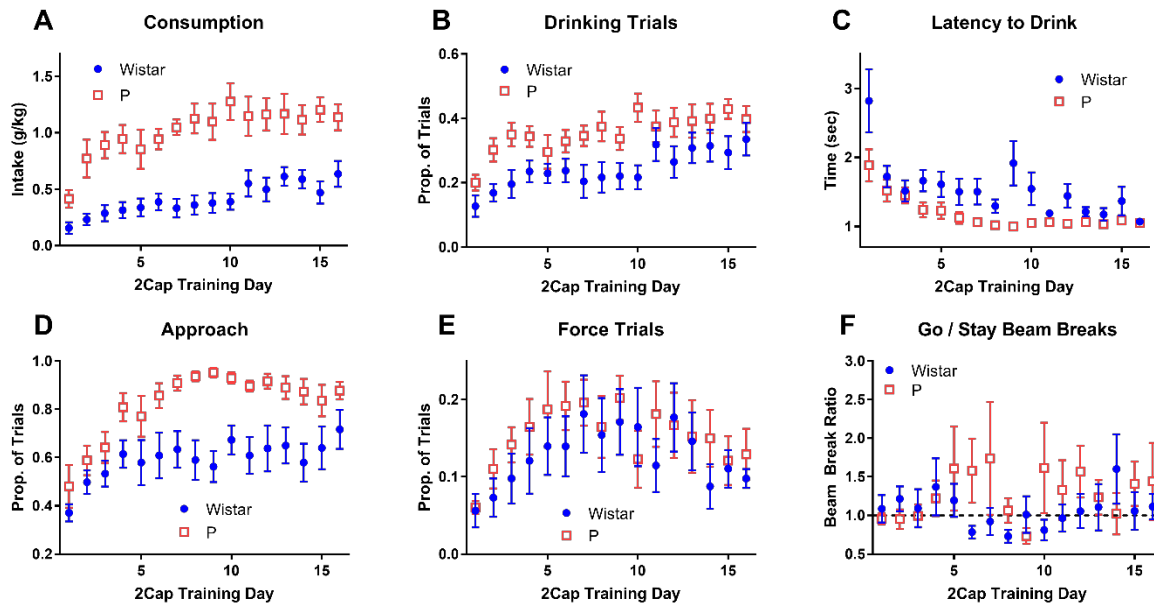 A
Consumption
Wistar
P
Intake (g/kg)
1.5
1.0
0.5
0.0
5
10
15
2Cap Training Day
B
Drinking Trials
Wistar
P
Prop. of Trials
0.6
0.4
0.2
0.0
5
10
15
2Cap Training Day
C
Latency to Drink
Wistar
P
Time (sec)
3
2
1
5
10
15
2Cap Training Day
D
Approach
Prop. of Trials
1.0
0.8
0.6
0.4
0.2
Wistar
P
5
10
15
2Cap Training Day
E
Force Trials
Prop. of Trials
0.3
0.2
0.1
0.0
Wistar
P
5
10
15
2Cap Training Day
F
Go / Stay Beam Breaks
Wistar
P
Beam Break Ratio
3.0
2.5
2.0
1.5
1.0
0.5
5
10
15
2Cap Training Day